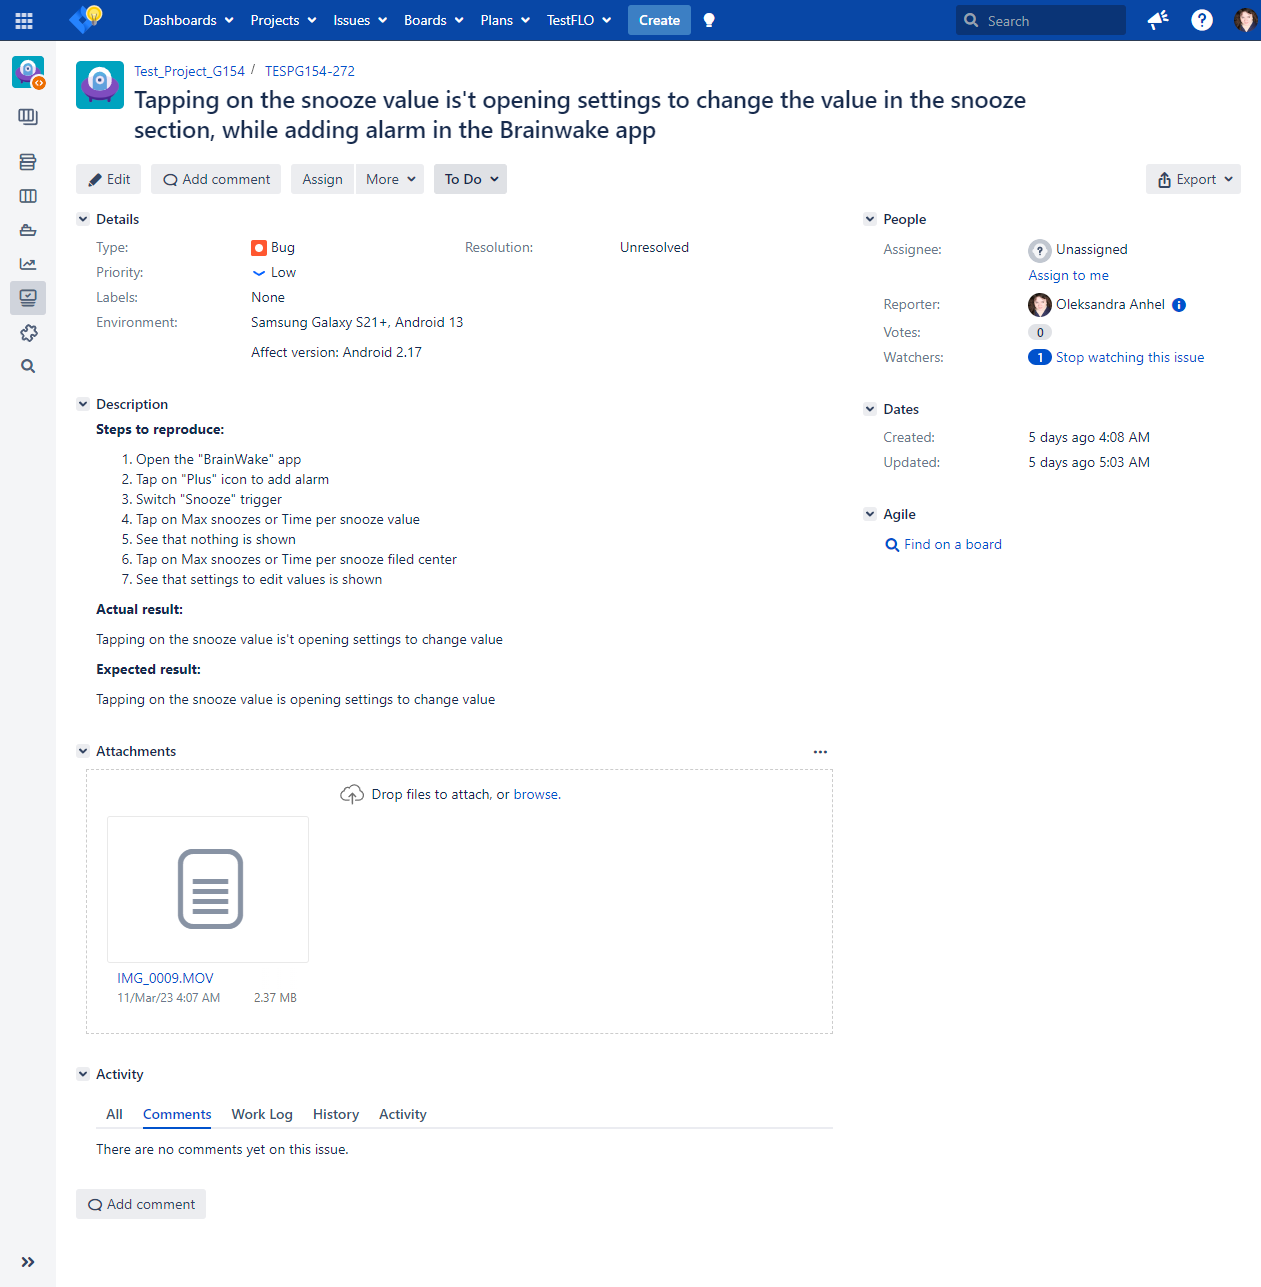 Dashboards Projects Issues Boards Plans TestFLO Create Search
Test_Project_G154 / TESPG154-272
Tapping on the snooze value is't opening settings to change the value in the snooze
section, while adding alarm in the Brainwake app
Edit Add comment Assign More To Do Export
Details
Type: Bug Resolution: Unresolved
Priority: Low
Labels: None
Environment: Samsung Galaxy S21+, Android 13
Affect version: Android 2.17
Description
Steps to reproduce:
1. Open the "BrainWake" app
2. Tap on "Plus" icon to add alarm
3. Switch "Snooze" trigger
4. Tap on Max snoozes or Time per snooze value
5. See that nothing is shown
6. Tap on Max snoozes or Time per snooze filed center
7. See that settings to edit values is shown
Actual result:
Tapping on the snooze value is't opening settings to change value
Expected result:
Tapping on the snooze value is opening settings to change value
Attachments
Drop files to attach, or browse.
IMG_0009.MOV
11/Mar/23 4:07 AM 2.37 MB
Activity
All Comments Work Log History Activity
There are no comments yet on this issue.
Add comment
People
Assignee: Unassigned
Assign to me
Reporter: Oleksandra Anhel
Votes: 0
Watchers: 1 Stop watching this issue
Dates
Created: 5 days ago 4:08 AM
Updated: 5 days ago 5:03 AM
Agile
Find on a board